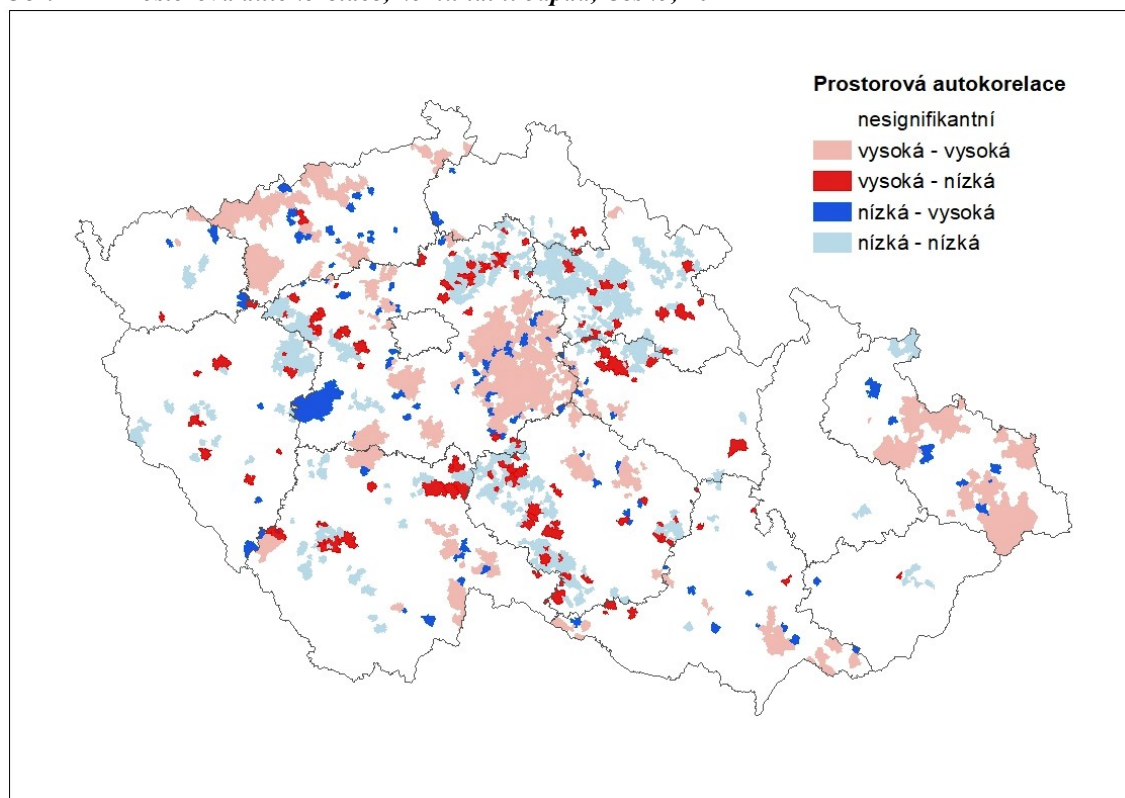 Prostorová autokorelace
nesignifikantní
vysoká - vysoká
vysoká - nízká
nízká - vysoká
nízká - nízká